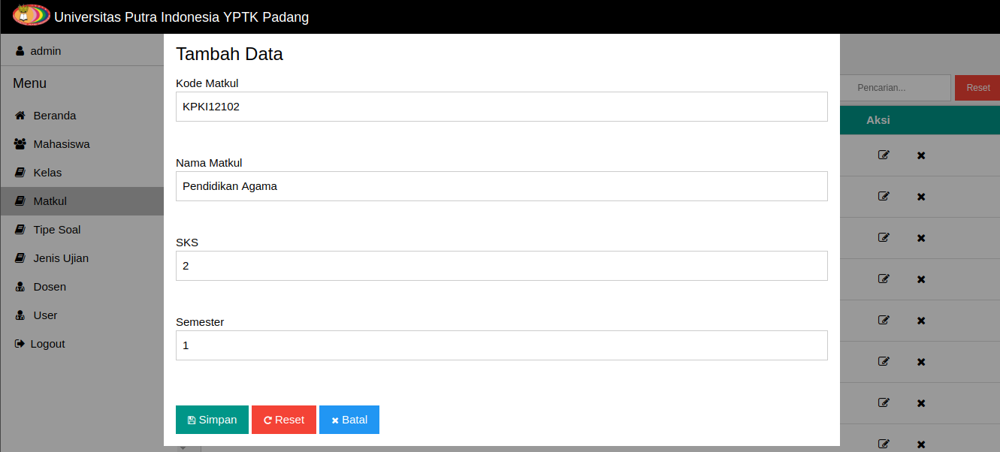 Universitas Putra Indonesia YPTK Padang
admin
Menu
Beranda
Mahasiswa
Kelas
Matkul
Tipe Soal
Jenis Ujian
Dosen
User
Logout
Tambah Data
Kode Matkul
KPKI12102
Nama Matkul
Pendidikan Agama
SKS
2
Semester
1
Simpan Reset Batal
Pencarian... Reset
Aksi